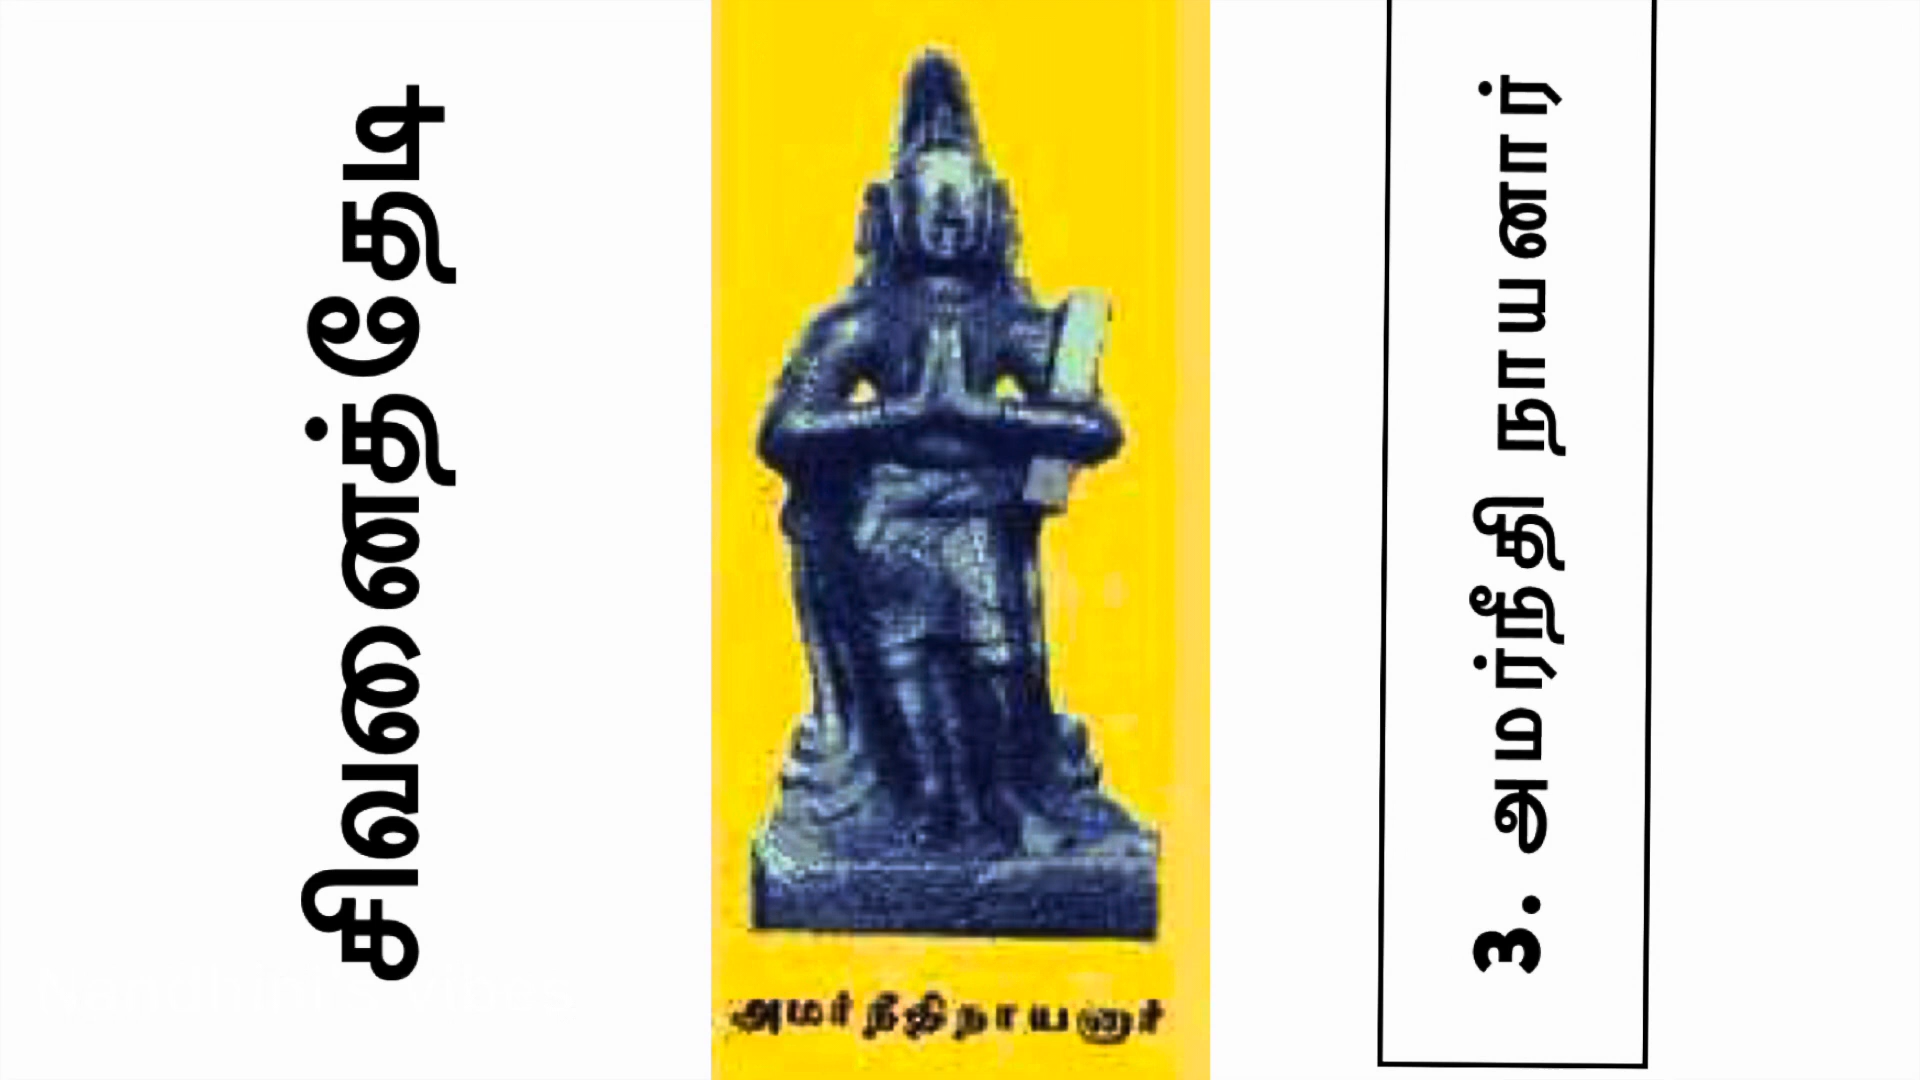 சிவனைத்தேடி
அமர்நீதிநாயனுர்
3. அமர்நீதி நாயனார்